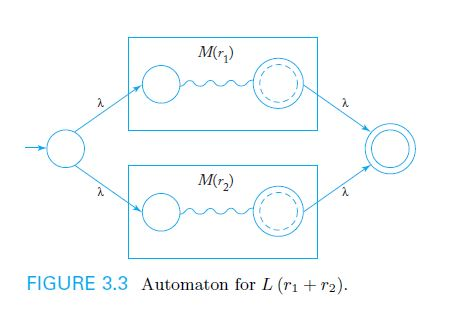 M(r₁)
λ
λ
M(r₂)
λ
λ
FIGURE 3.3 Automaton for L (r₁ + r₂).